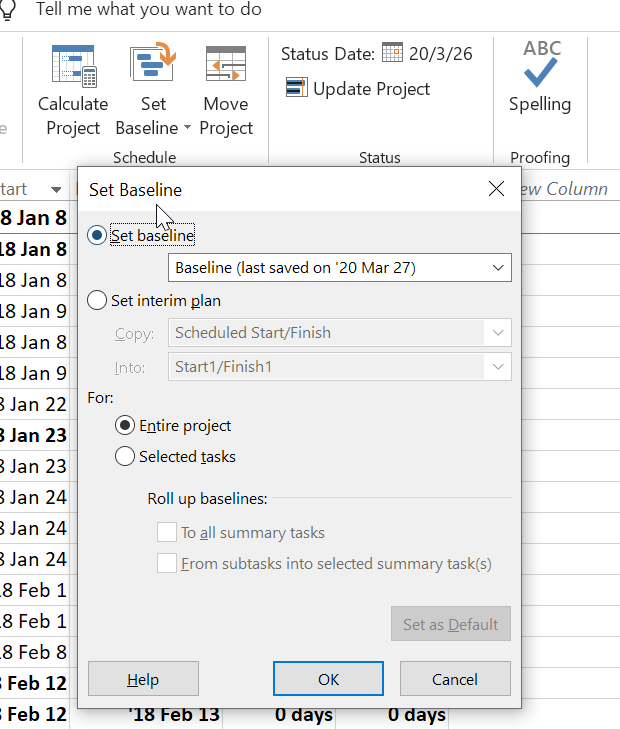 Tell me what you want to do
Status Date: 20/3/26
ABC
Calculate Project
Set Baseline
Move Project
Update Project
Spelling
Schedule
Status
Proofing
Set Baseline
tart
ew Column
Set baseline
Baseline (last saved on '20 Mar 27)
Set interim plan
Copy: Scheduled Start/Finish
Into: Start1/Finish1
For:
Entire project
Selected tasks
Roll up baselines:
To all summary tasks
From subtasks into selected summary task(s)
Set as Default
Help
OK
Cancel
8 Jan 8
18 Jan 8
18 Jan 8
18 Jan 9
18 Jan 8
18 Jan 9
8 Jan 22
8 Jan 23
8 Jan 23
8 Jan 24
8 Jan 24
8 Jan 24
18 Feb 1
18 Feb 1
18 Feb 8
8 Feb 12
8 Feb 12 '18 Feb 13 0 days 0 days